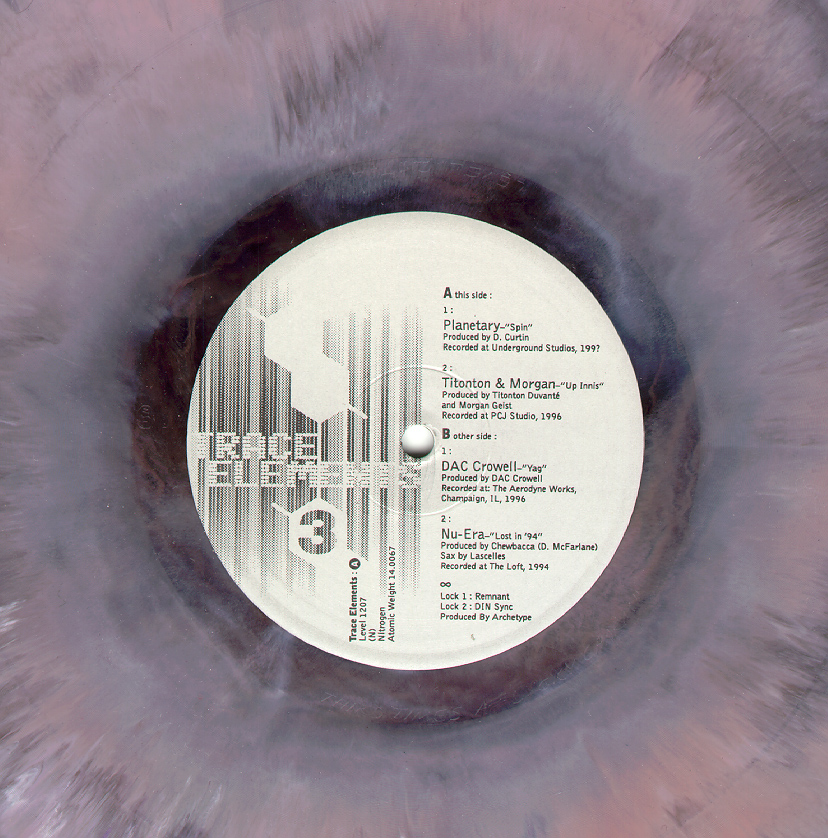 TRACE
ELEMENTS
3
Trace Elements : A
Level 1207
(N)
Nitrogen
Atomic Weight 14.0067
A this side :
1 :
Planetary–"Spin"
Produced by D. Curtin
Recorded at Underground Studios, 199?
2 :
Titonton & Morgan–"Up Innis"
Produced by Titonton Duvanté
and Morgan Geist
Recorded at PCJ Studio, 1996
B other side :
1 :
DAC Crowell–"Yag"
Produced by DAC Crowell
Recorded at: The Aerodyne Works,
Champaign, IL, 1996
2 :
Nu-Era–"Lost in '94"
Produced by Chewbacca (D. McFarlane)
Sax by Lascelles
Recorded at The Loft, 1994
∞
Lock 1 : Remnant
Lock 2 : DIN Sync
Produced By Archetype